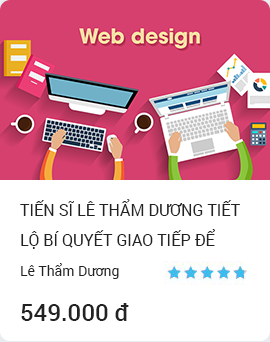 Web design
TIẾN SĨ LÊ THẨM DƯƠNG TIẾT
LỘ BÍ QUYẾT GIAO TIẾP ĐỂ
Lê Thẩm Dương
549.000 đ